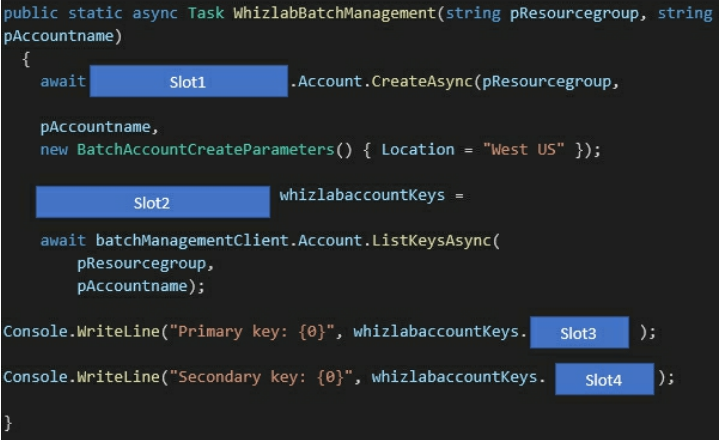 public static async Task WhizlabBatchManagement(string pResourcegroup, string
pAccountname)
{
await Slot1 .Account.CreateAsync(pResourcegroup,
pAccountname,
new BatchAccountCreateParameters() { Location = "West US" });
Slot2 whizlabaccountKeys =
await batchManagementClient.Account.ListKeysAsync(
pResourcegroup,
pAccountname);
Console.WriteLine("Primary key: {0}", whizlabaccountKeys. Slot3 );
Console.WriteLine("Secondary key: {0}", whizlabaccountKeys. Slot4 );
}